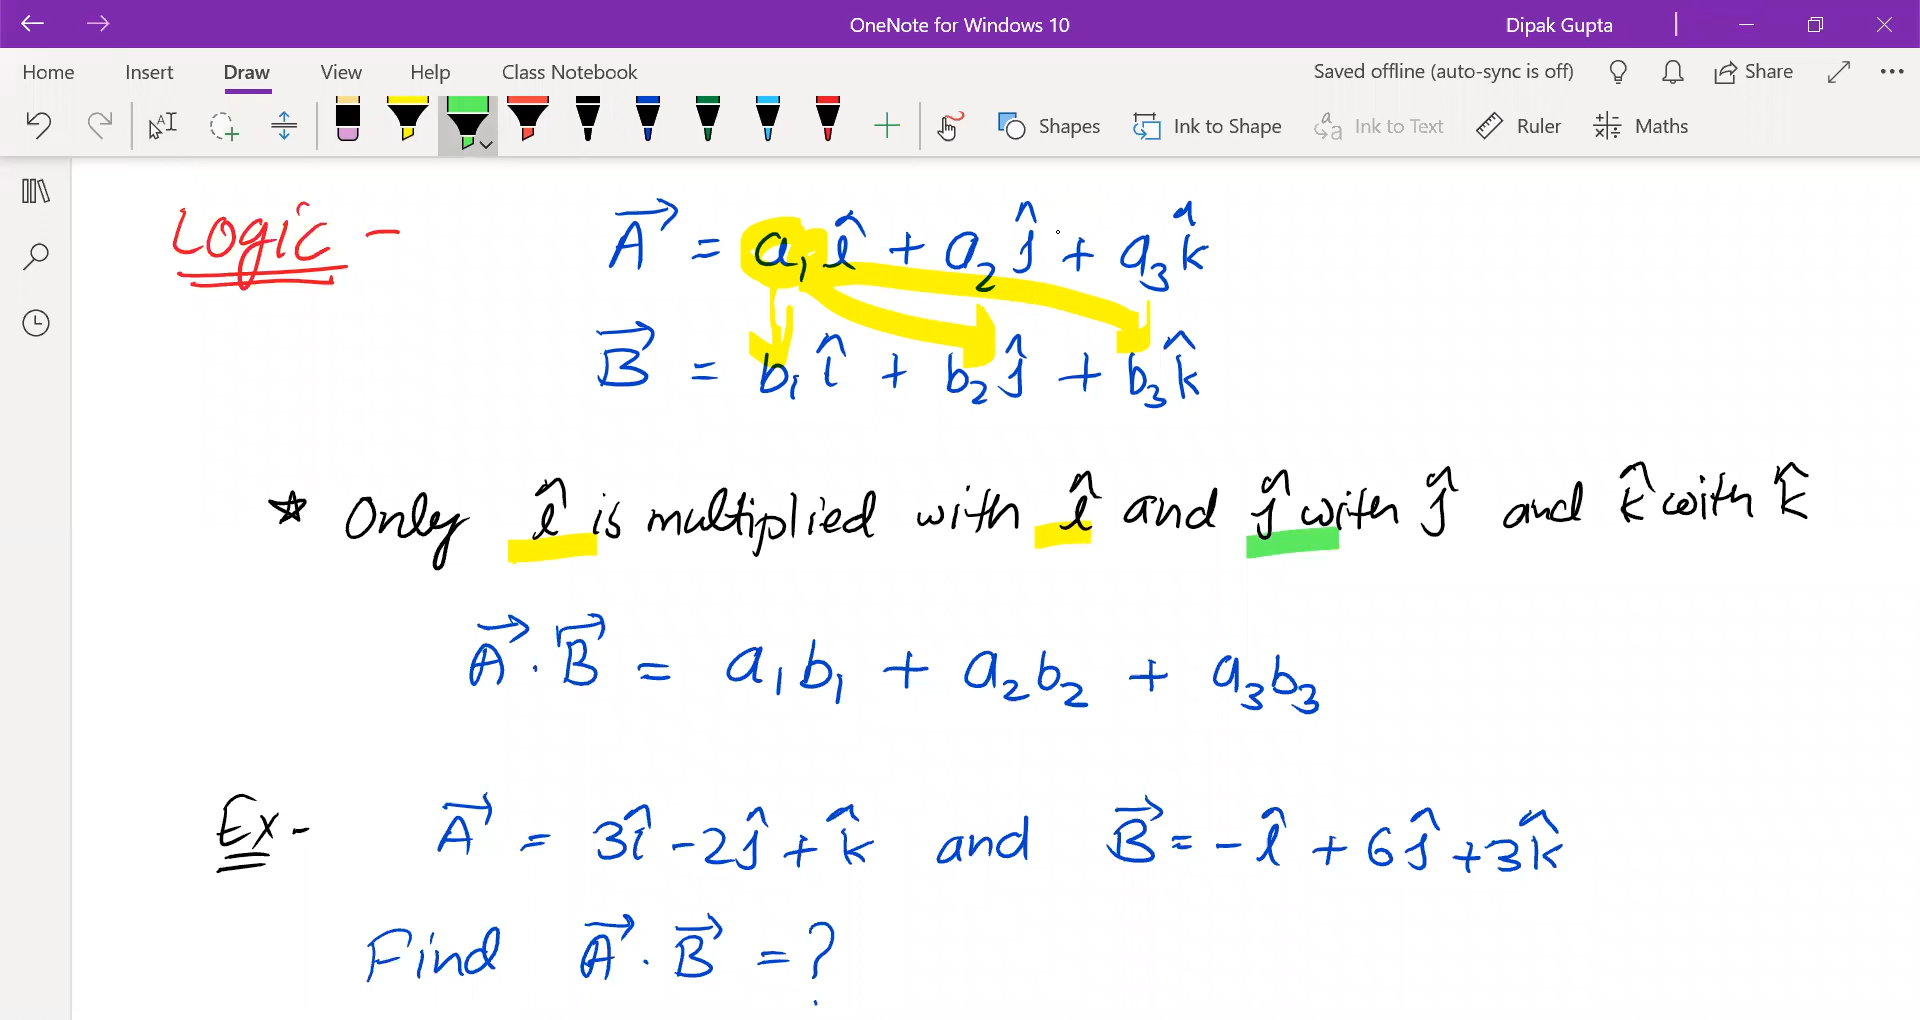 OneNote for Windows 10 Dipak Gupta
Home Insert Draw View Help Class Notebook Saved offline (auto-sync is off) Share
Shapes Ink to Shape Ink to Text Ruler Maths
Logic - A⃗ = a₁î + a₂ĵ + a₃k̂
B⃗ = b₁î + b₂ĵ + b₃k̂
☆ Only î is multiplied with î and ĵ with ĵ and k̂ with k̂
A⃗ . B⃗ = a₁b₁ + a₂b₂ + a₃b₃
Ex - A⃗ = 3î - 2ĵ + k̂ and B⃗ = - î + 6ĵ + 3k̂
Find A⃗ . B⃗ = ?